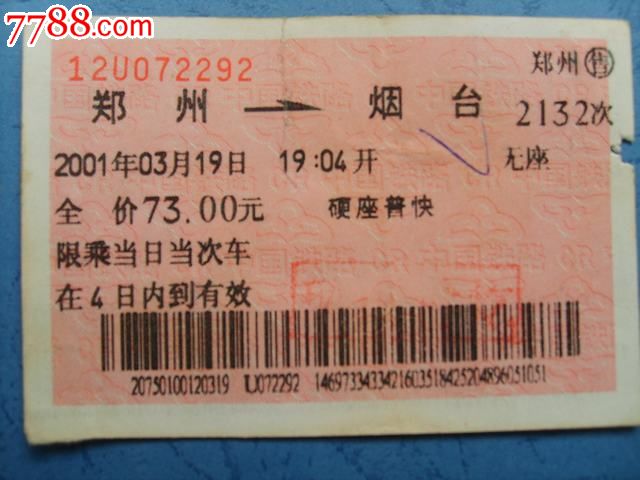 7788.com
12U072292
郑州 售
郑州 → 烟台 2132次
2001年03月19日 19:04开 无座
全价73.00元 硬座普快
限乘当日当次车
在4日内到有效
20750100120319 U072292 146973343342160351842520489605​1051